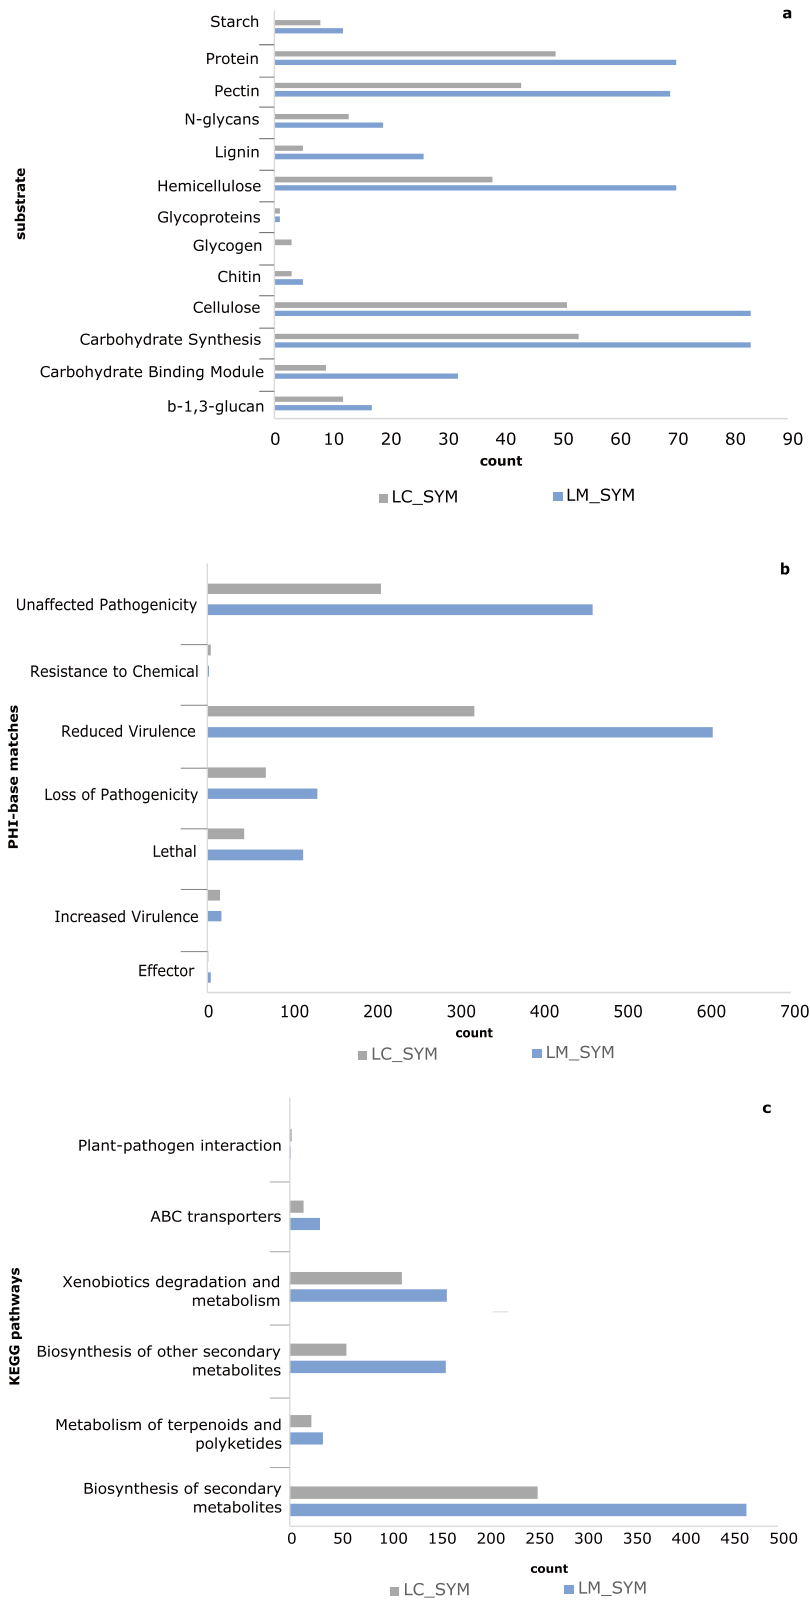 a
substrate
Starch
Protein
Pectin
N-glycans
Lignin
Hemicellulose
Glycoproteins
Glycogen
Chitin
Cellulose
Carbohydrate Synthesis
Carbohydrate Binding Module
b-1,3-glucan
0 10 20 30 40 50 60 70 80 90
count
LC_SYM LM_SYM
b
PHI-base matches
Unaffected Pathogenicity
Resistance to Chemical
Reduced Virulence
Loss of Pathogenicity
Lethal
Increased Virulence
Effector
0 100 200 300 400 500 600 700
count
LC_SYM LM_SYM
c
KEGG pathways
Plant-pathogen interaction
ABC transporters
Xenobiotics degradation and
metabolism
Biosynthesis of other secondary
metabolites
Metabolism of terpenoids and
polyketides
Biosynthesis of secondary
metabolites
0 50 100 150 200 250 300 350 400 450 500
count
LC_SYM LM_SYM